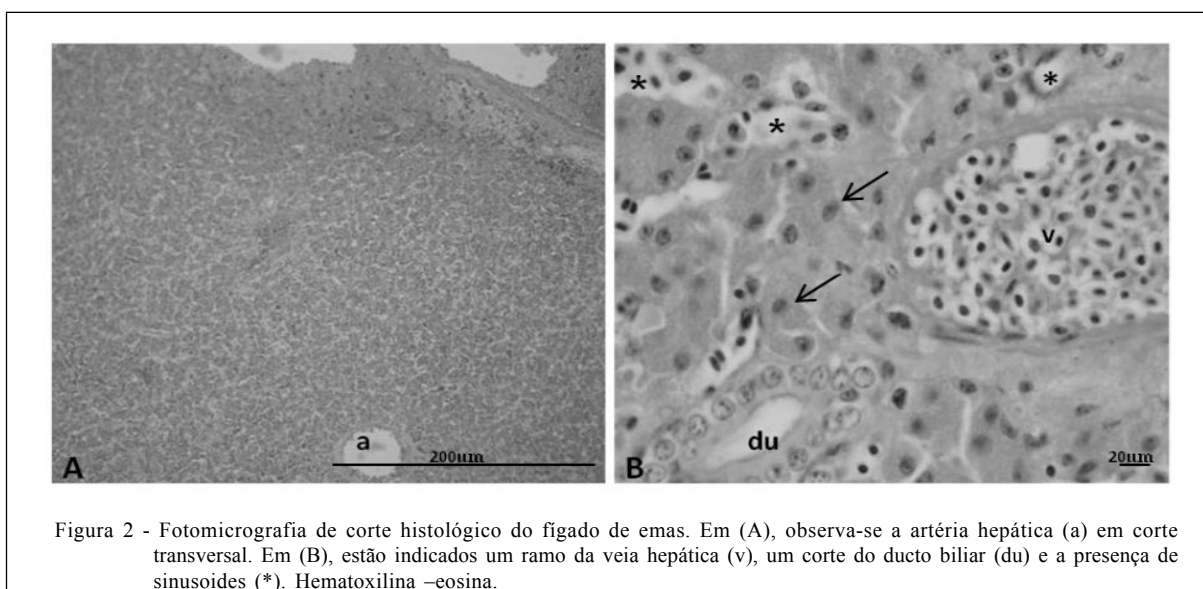 a
A
200um
*
*
*
v
du
B
20um
Figura 2 - Fotomicrografia de corte histológico do fígado de emas. Em (A), observa-se a artéria hepática (a) em corte
transversal. Em (B), estão indicados um ramo da veia hepática (v), um corte do ducto biliar (du) e a presença de
sinusoides (*). Hematoxilina –eosina.